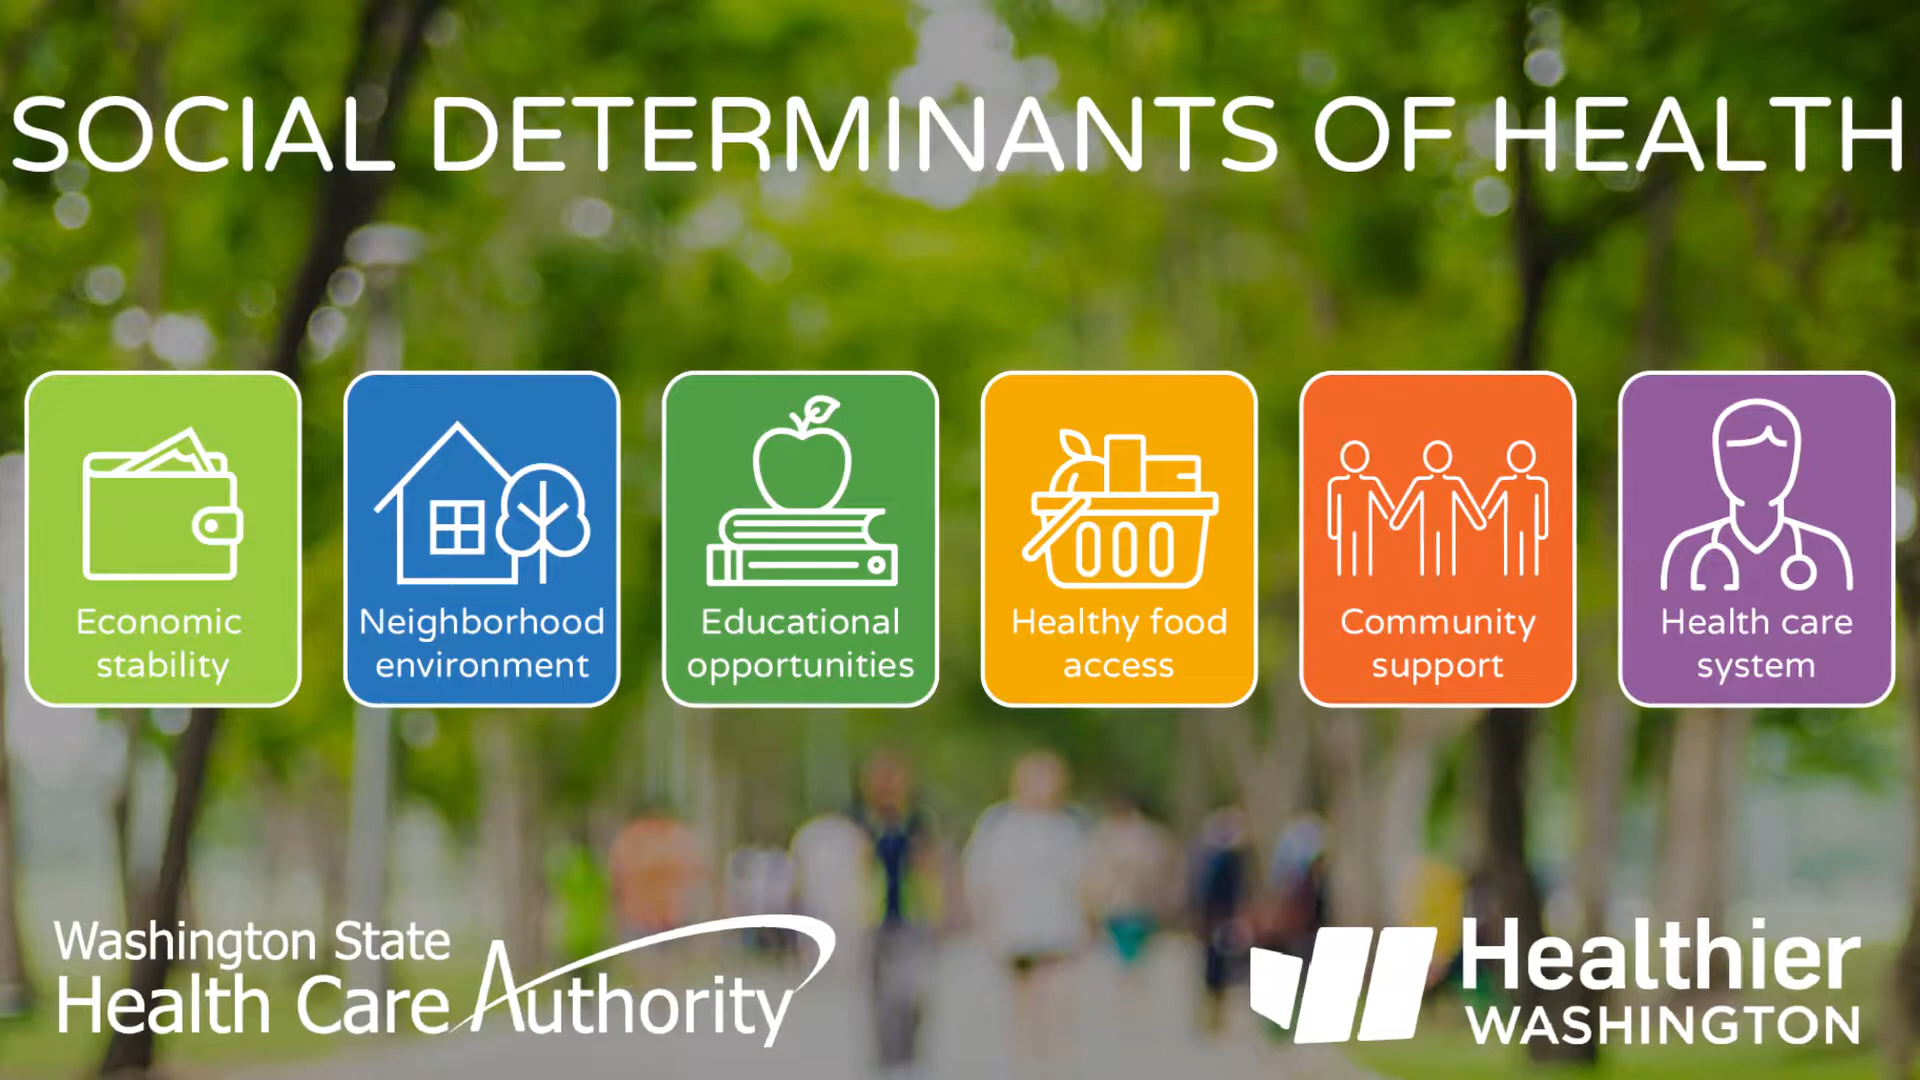 SOCIAL DETERMINANTS OF HEALTH
Economic
stability
Neighborhood
environment
Educational
opportunities
Healthy food
access
Community
support
Health care
system
Washington State
Health Care Authority
Healthier
WASHINGTON